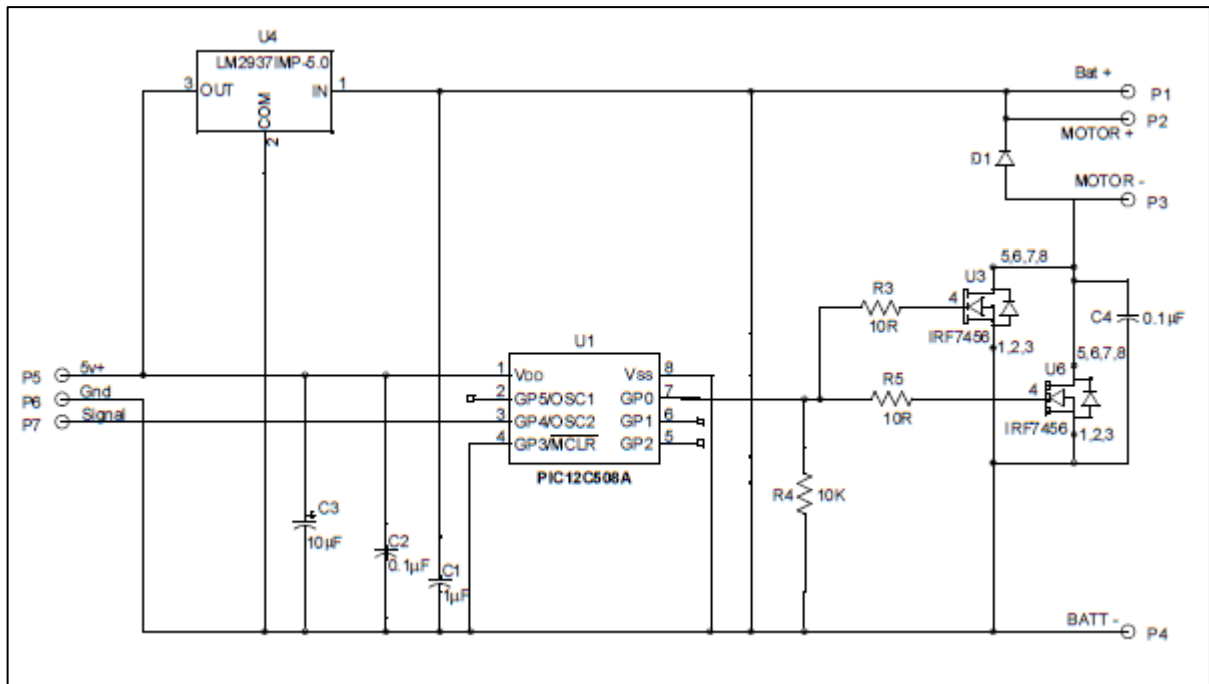 U4
LM2937IMP-5.0
3 OUT IN 1
COM
2
Bat +
P1
P2
MOTOR +
D1
MOTOR -
P3
5,6,7,8
U3
4
R3
10R
IRF7456
1,2,3
C4 0.1µF
5,6,7,8
U6
4
R5
10R
IRF7456
1,2,3
U1
P5 5v+
P6 Gnd
P7 Signal
1 VDD VSS 8
2 GP5/OSC1 GP0 7
3 GP4/OSC2 GP1 6
4 GP3/MCLR GP2 5
PIC12C508A
R4 10K
C3
10µF
C2
0.1µF
C1
1µF
BATT - P4